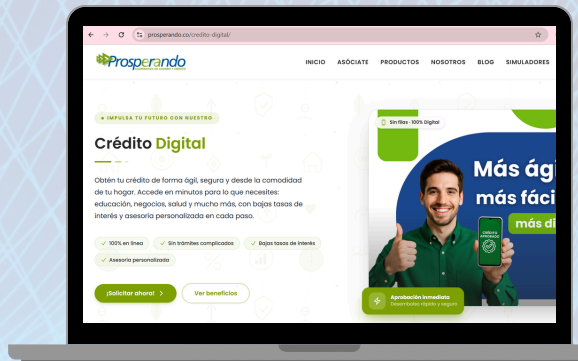 prosperando.co/credito-digital/
Prosperando
INICIO ASÓCIATE PRODUCTOS NOSOTROS BLOG SIMULADORES
IMPULSA TU FUTURO CON NUESTRO
Crédito Digital
Obtén tu crédito de forma ágil, segura y desde la comodidad
de tu hogar. Accede en minutos para lo que necesites:
educación, negocios, salud y mucho más, con bajas tasas de
interés y asesoría personalizada en cada paso.
100% en línea
Sin trámites complicados
Bajas tasas de interés
Asesoría personalizada
¡Solicitar ahora!
Ver beneficios
Sin filas · 100% Digital
Más ági
más fáci
más di
CRÉDITO
APROBADO
Aprobación inmediata
Desembolso rápido y seguro